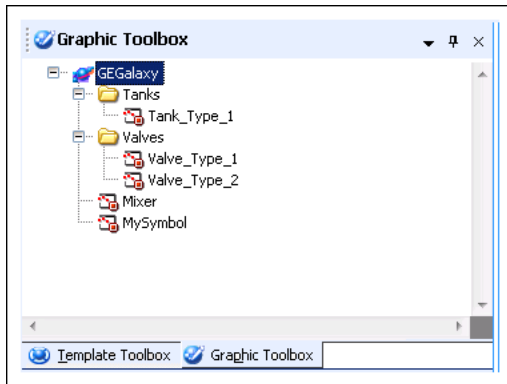 Graphic Toolbox
GEGalaxy
Tanks
Tank_Type_1
Valves
Valve_Type_1
Valve_Type_2
Mixer
MySymbol
Template Toolbox Graphic Toolbox